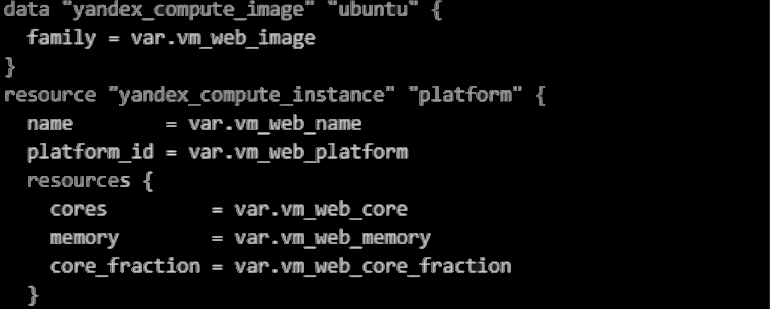 data "yandex_compute_image" "ubuntu" {
  family = var.vm_web_image
}
resource "yandex_compute_instance" "platform" {
  name        = var.vm_web_name
  platform_id = var.vm_web_platform
  resources {
    cores         = var.vm_web_core
    memory        = var.vm_web_memory
    core_fraction = var.vm_web_core_fraction
  }